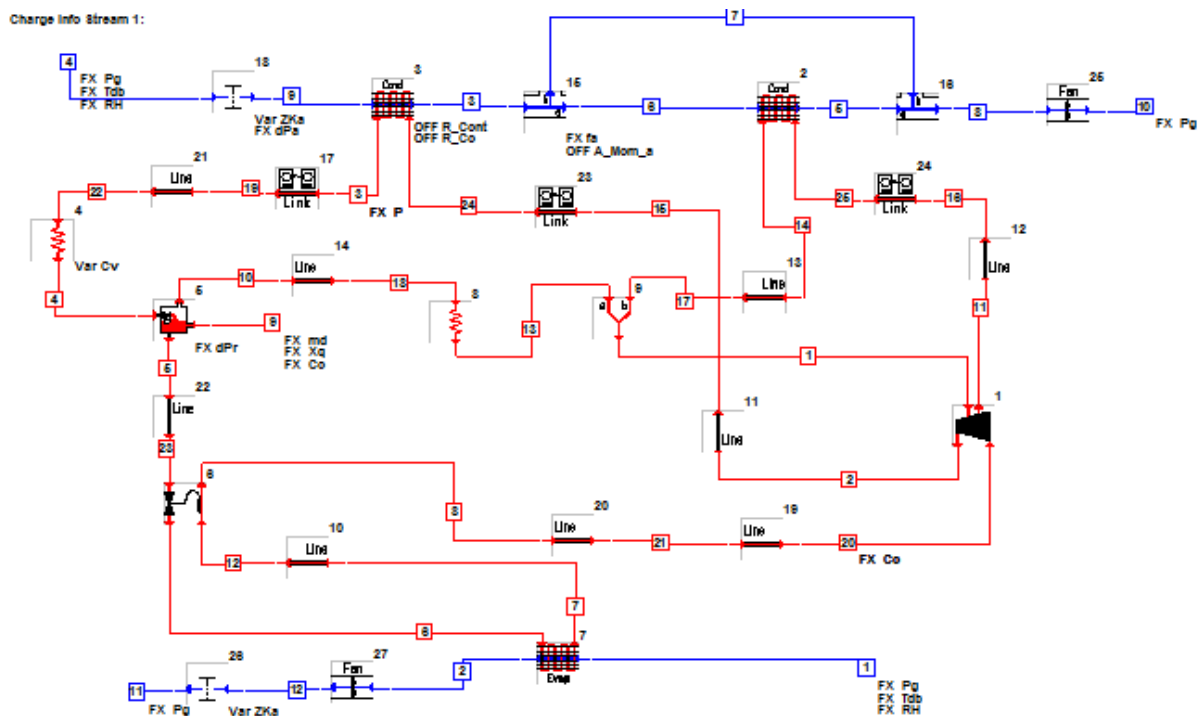 Charge Info Stream 1:
7
4
FX Pg
FX Tdb
FX RH
18
9
Var ZKa
FX dPa
3
Cond
OFF R_Cont
OFF R_Co
3
15
FX fa
OFF A_Mom_a
6
2
Cond
5
16
8
25
Fan
10
FX Pg
22
21
Line
19
17
Link
3
FX P
24
23
Link
15
14
25
24
Link
16
4
Var Cv
4
10
14
Line
18
8
13
9
a b
17
13
Line
12
Line
11
5
FX dPr
9
FX md
FX Xq
FX Co
1
5
22
Line
23
11
Line
2
1
6
8
20
Line
21
19
Line
20
FX Co
12
10
Line
7
6
7
Evap
11
FX Pg
26
Var ZKa
12
27
Fan
2
1
FX Pg
FX Tdb
FX RH